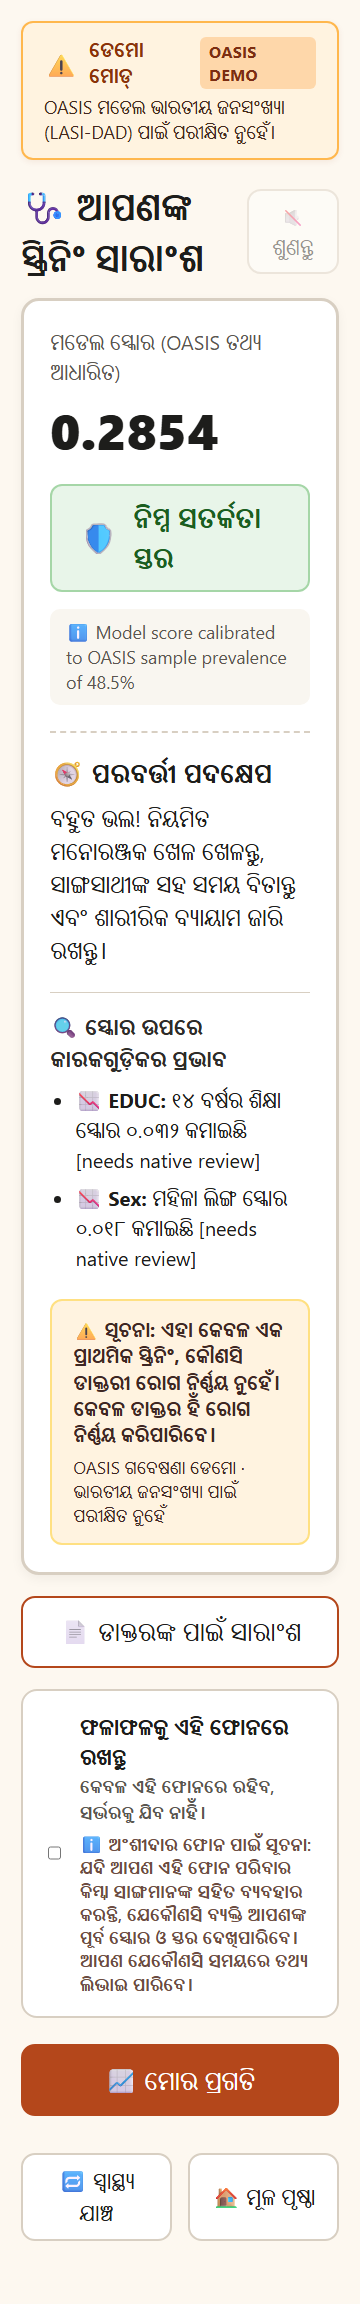 ଡେମୋ
ମୋଡ୍
OASIS
DEMO
OASIS ମଡେଲ ଭାରତୀୟ ଜନସଂଖ୍ୟା
(LASI-DAD) ପାଇଁ ପରୀକ୍ଷିତ ନୁହେଁ।
ଆପଣଙ୍କ
ସ୍କ୍ରିନିଂ ସାରାଂଶ
ଶୁଣନ୍ତୁ
ମଡେଲ ସ୍କୋର (OASIS ତଥ୍ୟ
ଆଧାରିତ)
0.2854
ନିମ୍ନ ସତର୍କତା
ସ୍ତର
Model score calibrated
to OASIS sample prevalence
of 48.5%
ପରବର୍ତ୍ତୀ ପଦକ୍ଷେପ
ବହୁତ ଭଲ! ନିୟମିତ
ମନୋରଞ୍ଜକ ଖେଳ ଖେଳନ୍ତୁ,
ସାଙ୍ଗସାଥୀଙ୍କ ସହ ସମୟ ବିତାନ୍ତୁ
ଏବଂ ଶାରୀରିକ ବ୍ୟାୟାମ ଜାରି
ରଖନ୍ତୁ।
ସ୍କୋର ଉପରେ
କାରକଗୁଡ଼ିକର ପ୍ରଭାବ
EDUC: ୧୪ ବର୍ଷର ଶିକ୍ଷା
ସ୍କୋର ୦.୦୩୨ କମାଇଛି
[needs native review]
Sex: ମହିଳା ଲିଙ୍ଗ ସ୍କୋର
୦.୦୧୮ କମାଇଛି [needs
native review]
ସୂଚନା: ଏହା କେବଳ ଏକ
ପ୍ରାଥମିକ ସ୍କ୍ରିନିଂ, କୌଣସି
ଡାକ୍ତରୀ ରୋଗ ନିର୍ଣ୍ଣୟ ନୁହେଁ।
କେବଳ ଡାକ୍ତର ହିଁ ରୋଗ
ନିର୍ଣ୍ଣୟ କରିପାରିବେ।
OASIS ଗବେଷଣା ଡେମୋ ·
ଭାରତୀୟ ଜନସଂଖ୍ୟା ପାଇଁ
ପରୀକ୍ଷିତ ନୁହେଁ
ଡାକ୍ତରଙ୍କ ପାଇଁ ସାରାଂଶ
ଫଳାଫଳକୁ ଏହି ଫୋନରେ
ରଖନ୍ତୁ
କେବଳ ଏହି ଫୋନରେ ରହିବ,
ସର୍ଭରକୁ ଯିବ ନାହିଁ।
ଅଂଶୀଦାର ଫୋନ ପାଇଁ ସୂଚନା:
ଯଦି ଆପଣ ଏହି ଫୋନ ପରିବାର
କିମ୍ବା ସାଙ୍ଗମାନଙ୍କ ସହିତ ବ୍ୟବହାର
କରନ୍ତି, ଯେକୌଣସି ବ୍ୟକ୍ତି ଆପଣଙ୍କ
ପୂର୍ବ ସ୍କୋର ଓ ସ୍ତର ଦେଖିପାରିବେ।
ଆପଣ ଯେକୌଣସି ସମୟରେ ତଥ୍ୟ
ଲିଭାଇ ପାରିବେ।
ମୋର ପ୍ରଗତି
ସ୍ୱାସ୍ଥ୍ୟ
ଯାଞ୍ଚ
ମୂଳ ପୃଷ୍ଠା